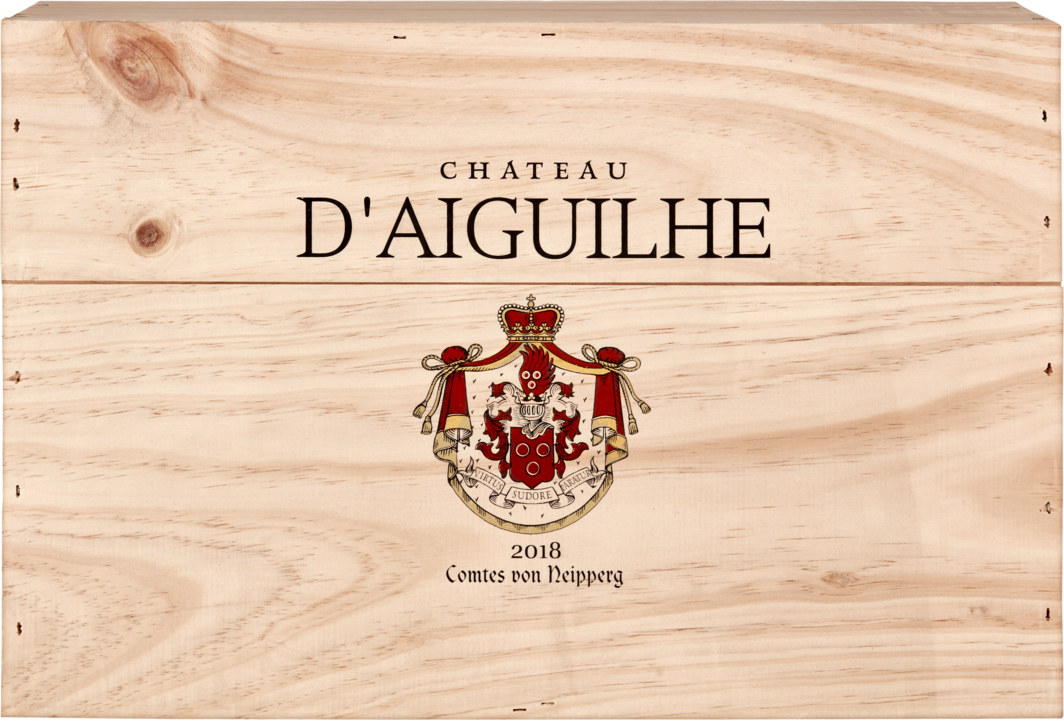 CHATEAU
D'AIGUILHE
VIRTUS SUDORE PARATUR
2018
Comtes von Neipperg